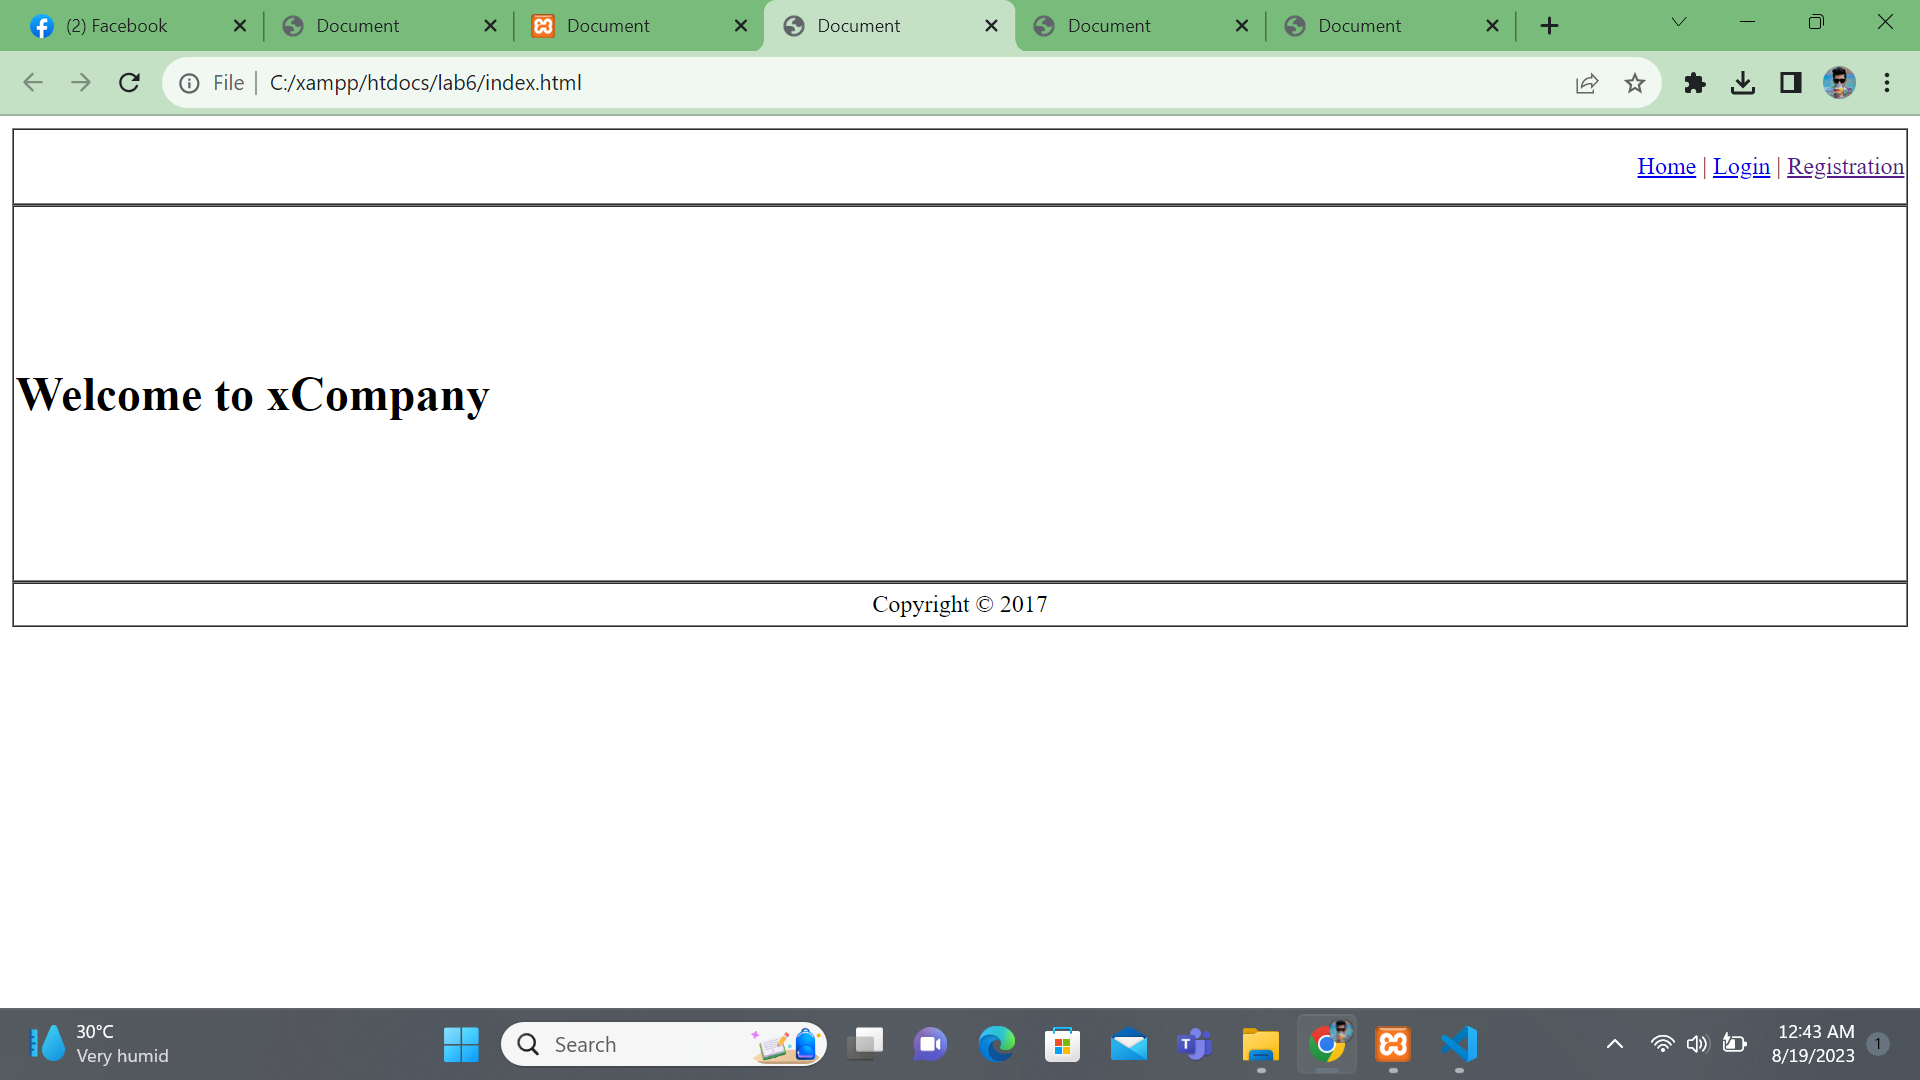 (2) Facebook
Document
Document
Document
Document
Document
File | C:/xampp/htdocs/lab6/index.html
Home | Login | Registration
Welcome to xCompany
Copyright © 2017
30°C
Very humid
Search
12:43 AM
8/19/2023
1